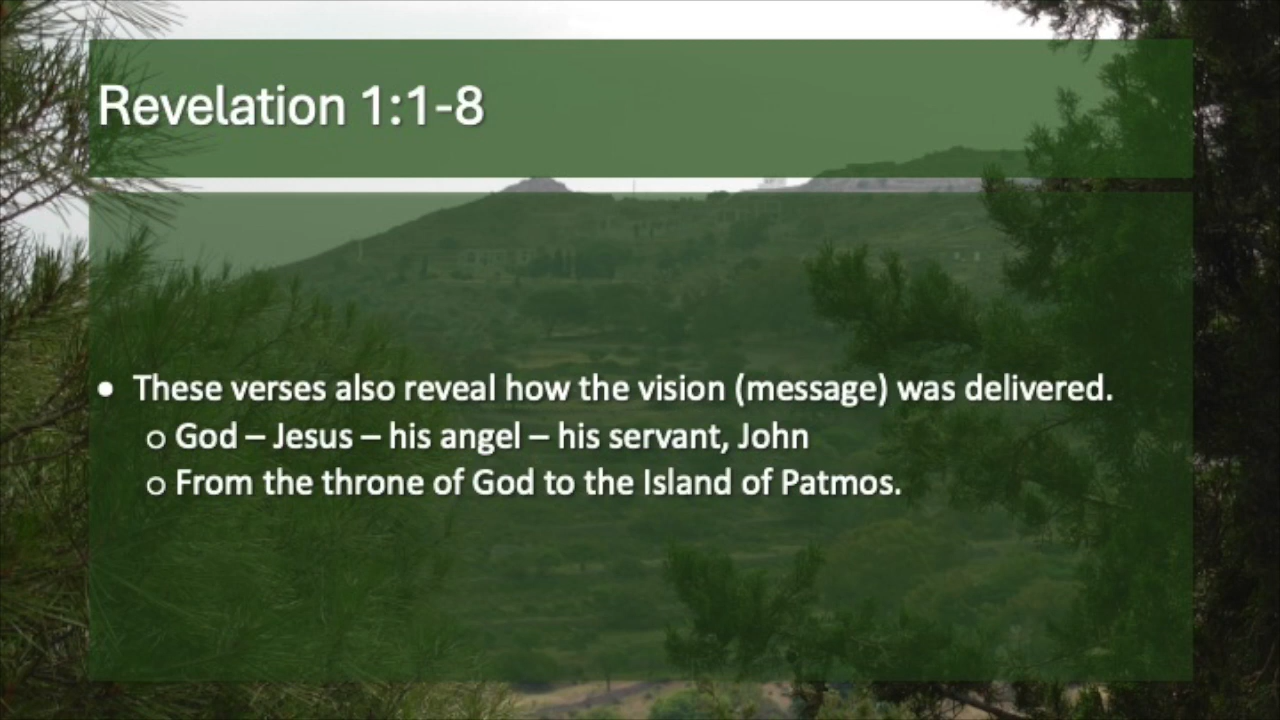 Revelation 1:1-8
• These verses also reveal how the vision (message) was delivered.
o God – Jesus – his angel – his servant, John
o From the throne of God to the Island of Patmos.